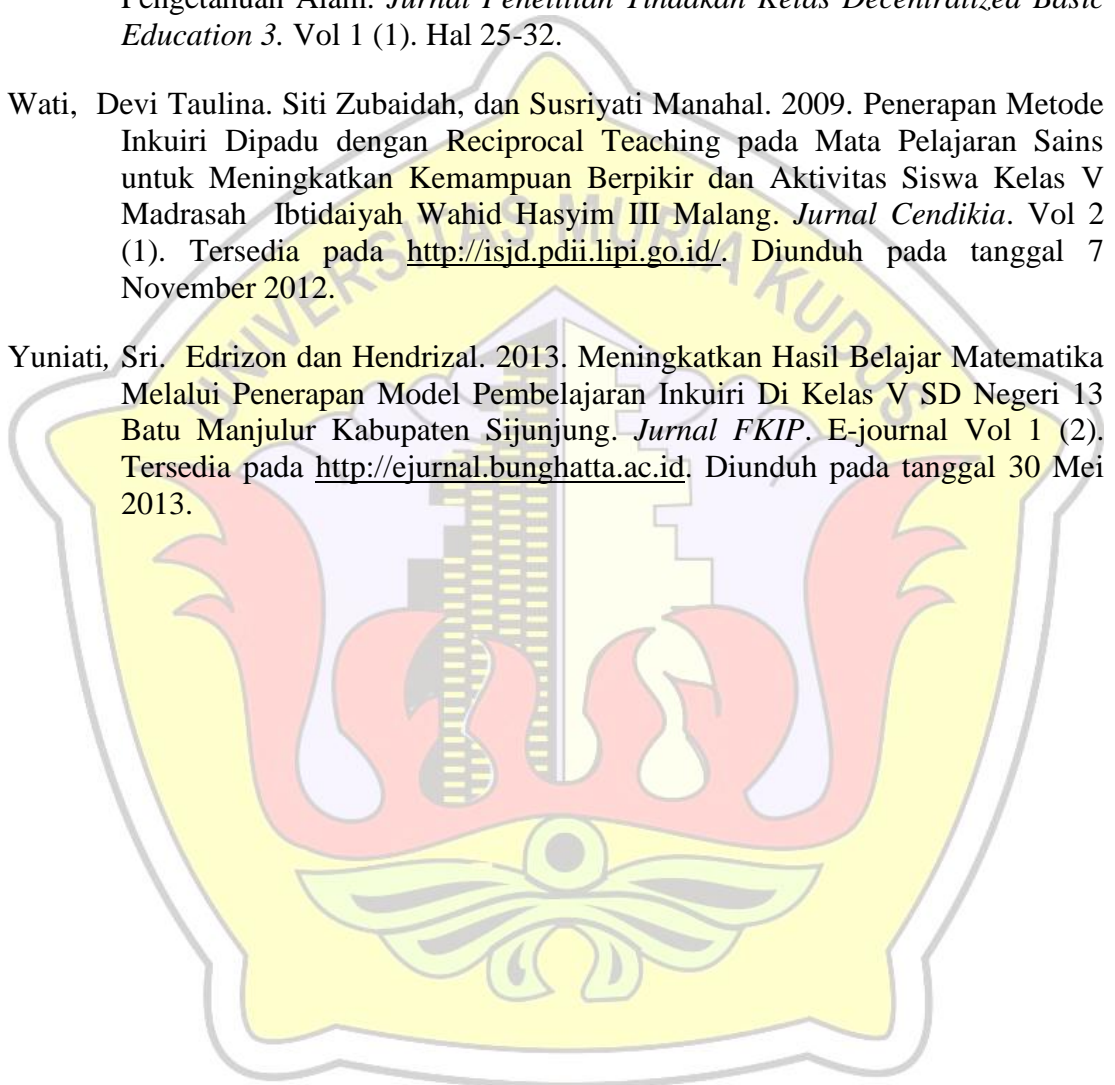 Pengetahuan Alam. Jurnal Penelitian Tindakan Kelas Decentralized Basic
Education 3. Vol 1 (1). Hal 25-32.
Wati, Devi Taulina. Siti Zubaidah, dan Susriyati Manahal. 2009. Penerapan Metode
Inkuiri Dipadu dengan Reciprocal Teaching pada Mata Pelajaran Sains
untuk Meningkatkan Kemampuan Berpikir dan Aktivitas Siswa Kelas V
Madrasah Ibtidaiyah Wahid Hasyim III Malang. Jurnal Cendikia. Vol 2
(1). Tersedia pada http://isjd.pdii.lipi.go.id/. Diunduh pada tanggal 7
November 2012.
Yuniati, Sri. Edrizon dan Hendrizal. 2013. Meningkatkan Hasil Belajar Matematika
Melalui Penerapan Model Pembelajaran Inkuiri Di Kelas V SD Negeri 13
Batu Manjulur Kabupaten Sijunjung. Jurnal FKIP. E-journal Vol 1 (2).
Tersedia pada http://ejurnal.bunghatta.ac.id. Diunduh pada tanggal 30 Mei
2013.
UNIVERSITAS MURIA KUDUS